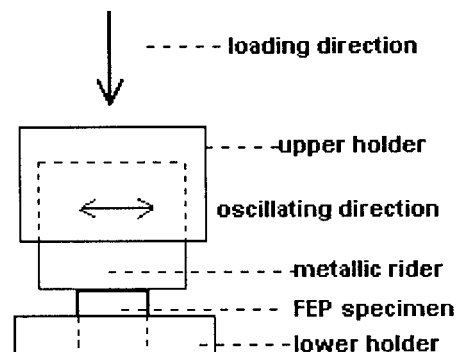 loading direction
upper holder
oscillating direction
metallic rider
FEP specimen
lower holder